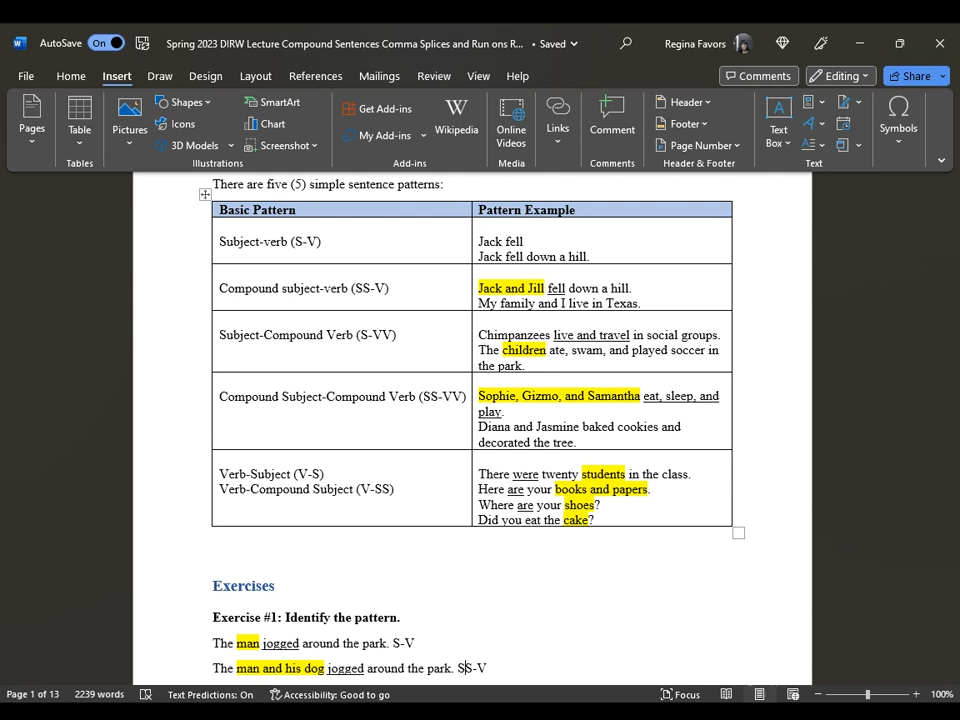 AutoSave On Spring 2023 DIRW Lecture Compound Sentences Comma Splices and Run ons R... • Saved Regina Favors
File Home Insert Draw Design Layout References Mailings Review View Help Comments Editing Share
Pages
Table
Tables
Pictures
Shapes
Icons
3D Models
SmartArt
Chart
Screenshot
Illustrations
Get Add-ins
My Add-ins
Wikipedia
Add-ins
Online
Videos
Media
Links
Comment
Comments
Header
Footer
Page Number
Header & Footer
Text
Box
Text
Symbols
There are five (5) simple sentence patterns:
Basic Pattern Pattern Example
Subject-verb (S-V)
Jack fell
Jack fell down a hill.
Compound subject-verb (SS-V)
Jack and Jill fell down a hill.
My family and I live in Texas.
Subject-Compound Verb (S-VV)
Chimpanzees live and travel in social groups.
The children ate, swam, and played soccer in
the park.
Compound Subject-Compound Verb (SS-VV)
Sophie, Gizmo, and Samantha eat, sleep, and
play.
Diana and Jasmine baked cookies and
decorated the tree.
Verb-Subject (V-S)
Verb-Compound Subject (V-SS)
There were twenty students in the class.
Here are your books and papers.
Where are your shoes?
Did you eat the cake?
Exercises
Exercise #1: Identify the pattern.
The man jogged around the park. S-V
The man and his dog jogged around the park. SS-V
Page 1 of 13 2239 words Text Predictions: On Accessibility: Good to go Focus 100%